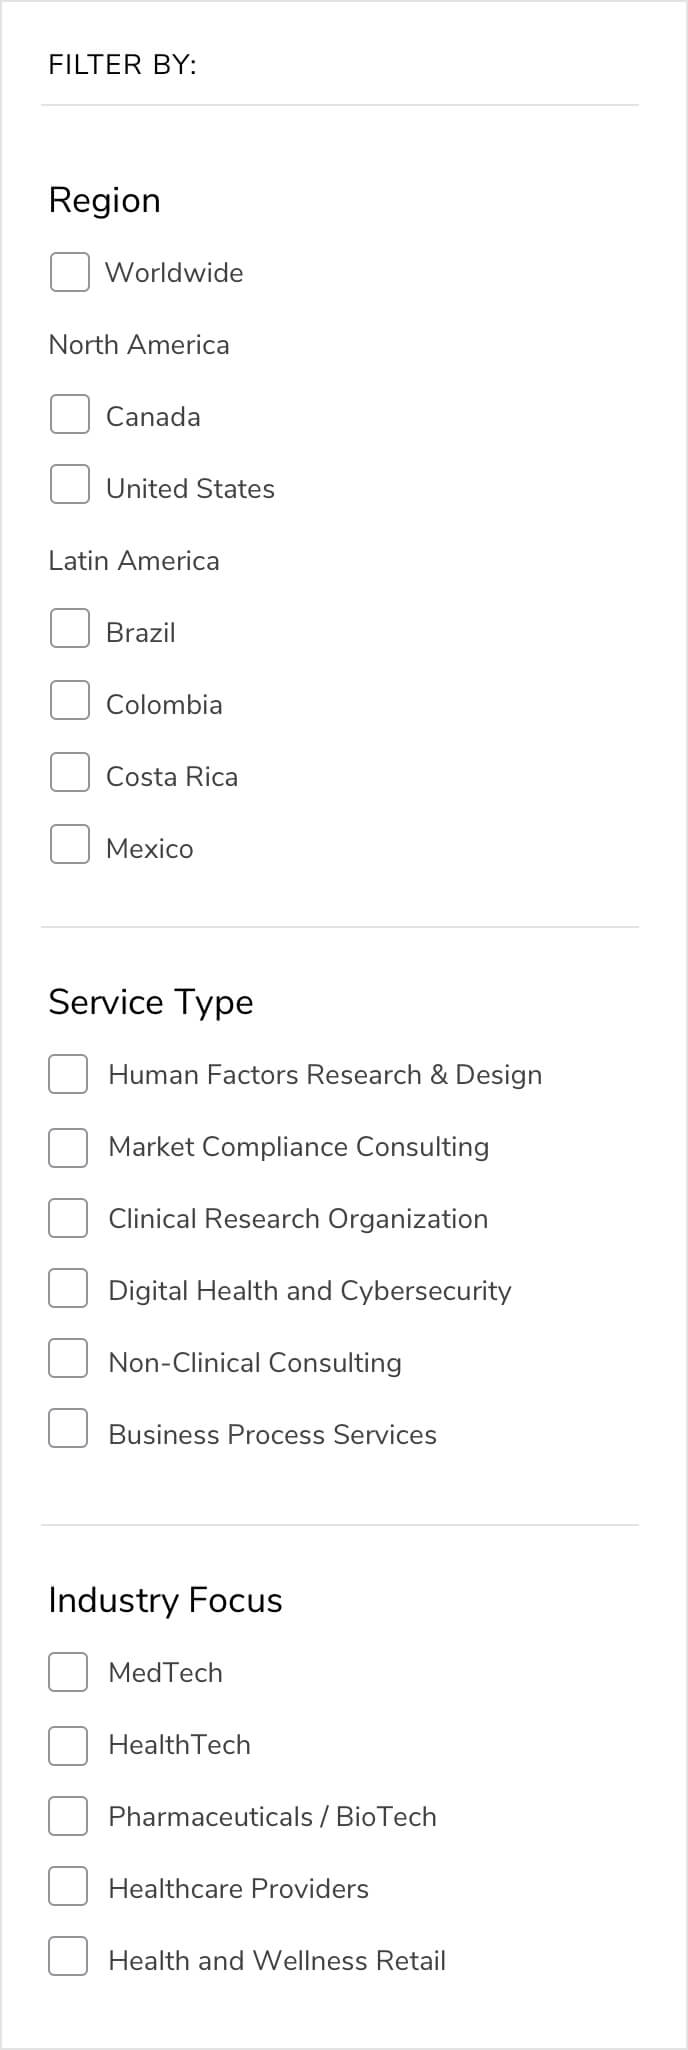 FILTER BY:
Region
Worldwide
North America
Canada
United States
Latin America
Brazil
Colombia
Costa Rica
Mexico
Service Type
Human Factors Research & Design
Market Compliance Consulting
Clinical Research Organization
Digital Health and Cybersecurity
Non-Clinical Consulting
Business Process Services
Industry Focus
MedTech
HealthTech
Pharmaceuticals / BioTech
Healthcare Providers
Health and Wellness Retail